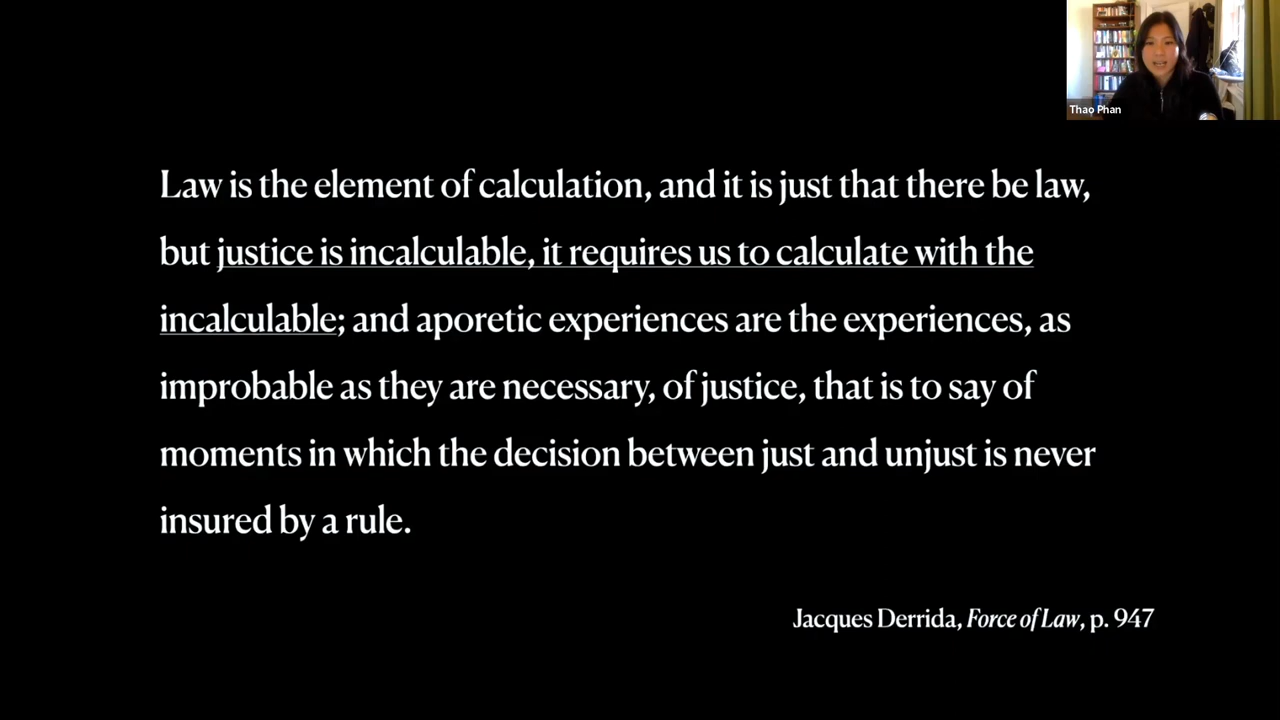 Thao Phan
Law is the element of calculation, and it is just that there be law,
but justice is incalculable, it requires us to calculate with the
incalculable; and aporetic experiences are the experiences, as
improbable as they are necessary, of justice, that is to say of
moments in which the decision between just and unjust is never
insured by a rule.
Jacques Derrida, Force of Law, p. 947